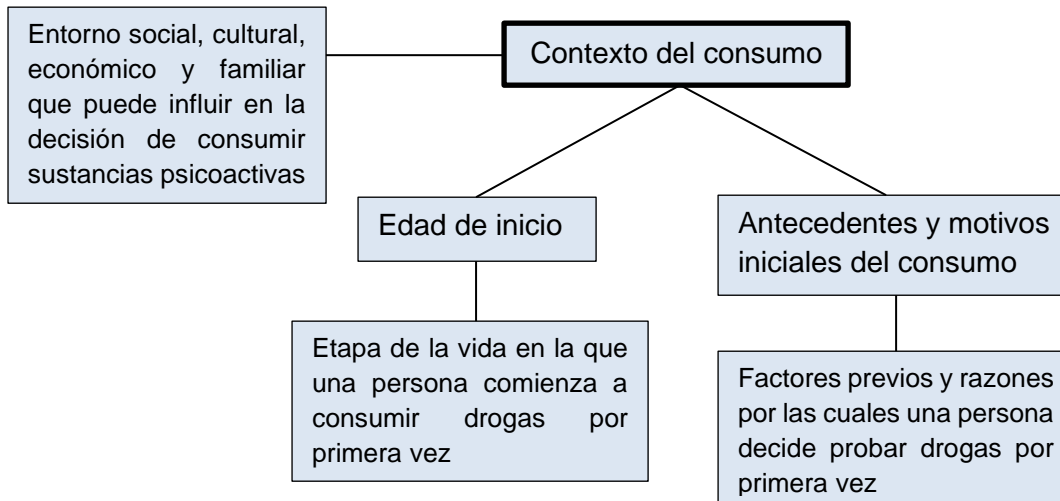 Entorno social, cultural,
económico y familiar
que puede influir en la
decisión de consumir
sustancias psicoactivas
Contexto del consumo
Edad de inicio
Etapa de la vida en la que
una persona comienza a
consumir drogas por
primera vez
Antecedentes y motivos
iniciales del consumo
Factores previos y razones
por las cuales una persona
decide probar drogas por
primera vez